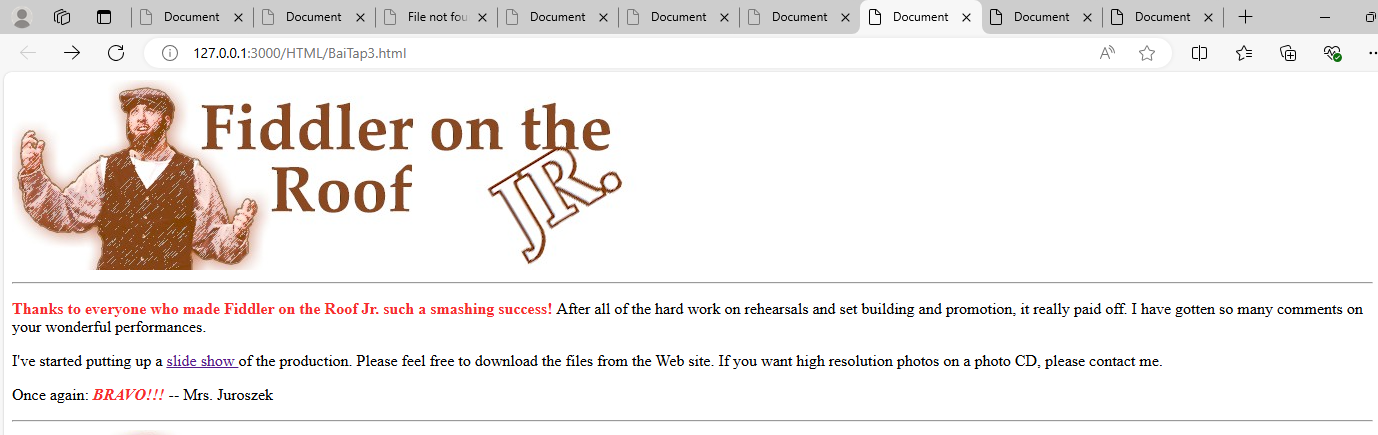 Document
Document
File not fou
Document
Document
Document
Document
Document
Document
127.0.0.1:3000/HTML/BaiTap3.html
Fiddler on the
Roof
JR.
Thanks to everyone who made Fiddler on the Roof Jr. such a smashing success! After all of the hard work on rehearsals and set building and promotion, it really paid off. I have gotten so many comments on
your wonderful performances.
I've started putting up a slide show of the production. Please feel free to download the files from the Web site. If you want high resolution photos on a photo CD, please contact me.
Once again: BRAVO!!! -- Mrs. Juroszek